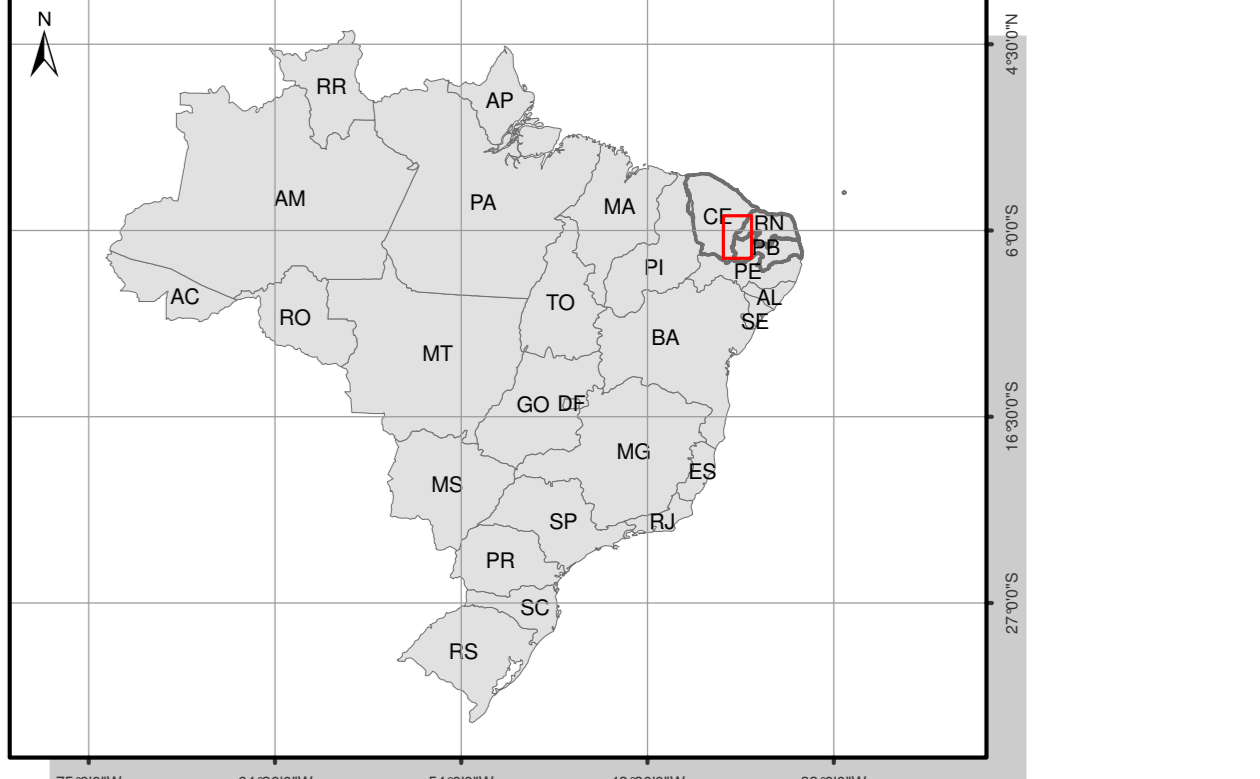 N
4°30'0"N
RR
AP
AM
PA
MA
CE
RN
6°0'0"S
PB
PI
PE
AC
AL
RO
TO
SE
BA
MT
GO
DF
16°30'0"S
MG
ES
MS
SP
RJ
PR
27°0'0"S
SC
RS